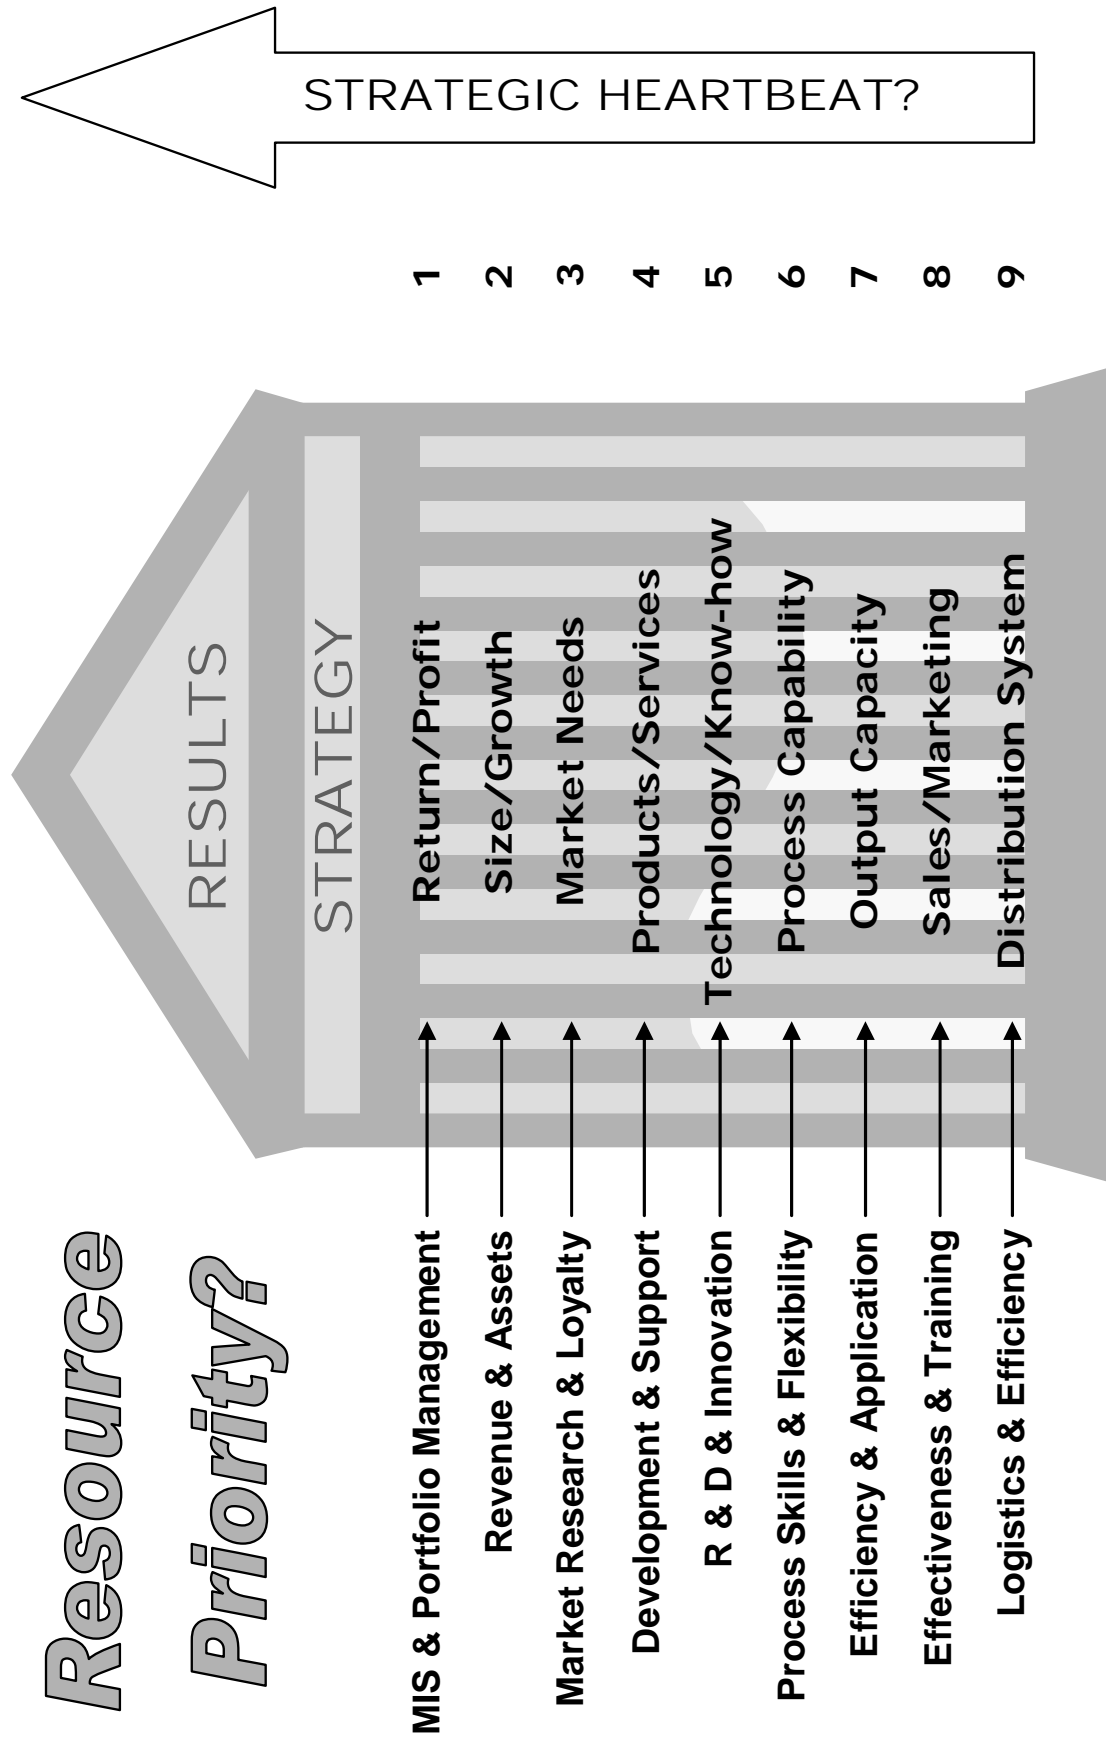 Resource
Priority?
RESULTS
STRATEGY
STRATEGIC HEARTBEAT?
MIS & Portfolio Management Return/Profit 1
Revenue & Assets Size/Growth 2
Market Research & Loyalty Market Needs 3
Development & Support Products/Services 4
R & D & Innovation Technology/Know-how 5
Process Skills & Flexibility Process Capability 6
Efficiency & Application Output Capacity 7
Effectiveness & Training Sales/Marketing 8
Logistics & Efficiency Distribution System 9